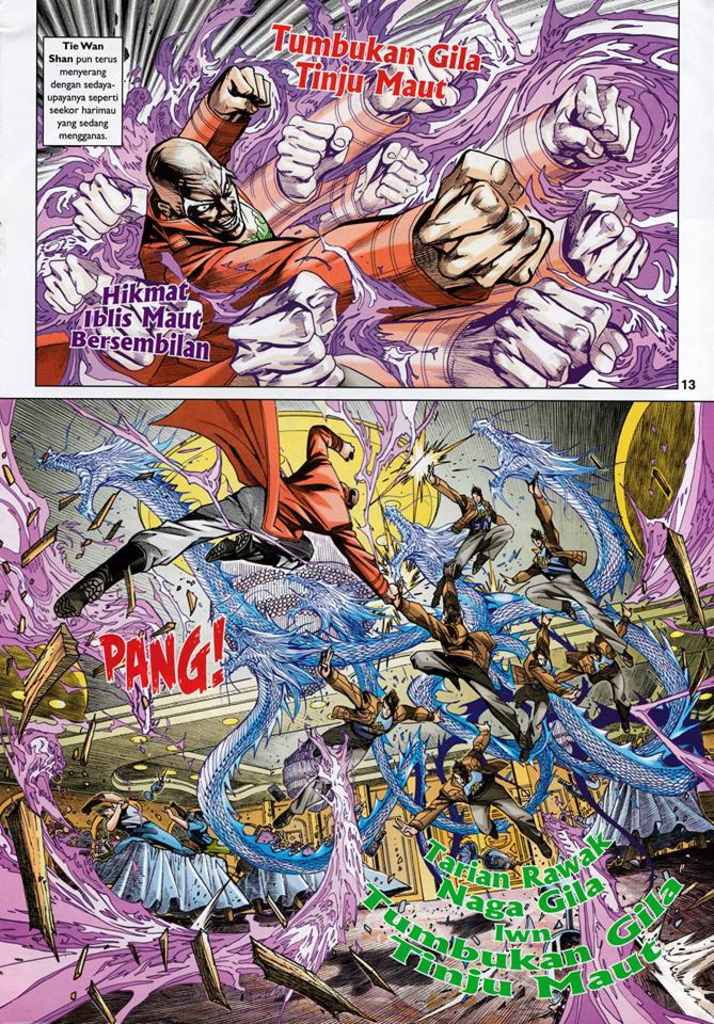 Tie Wan
Shan pun terus
menyerang
dengan sedaya-
upayanya seperti
seekor harimau
yang sedang
mengganas.
Tumbukan Gila
Tinju Maut
Hikmat
Iblis Maut
Bersembilan
13
PANG!
Tarian Rawak
Naga Gila
Iwn
Tumbukan Gila
Tinju Maut